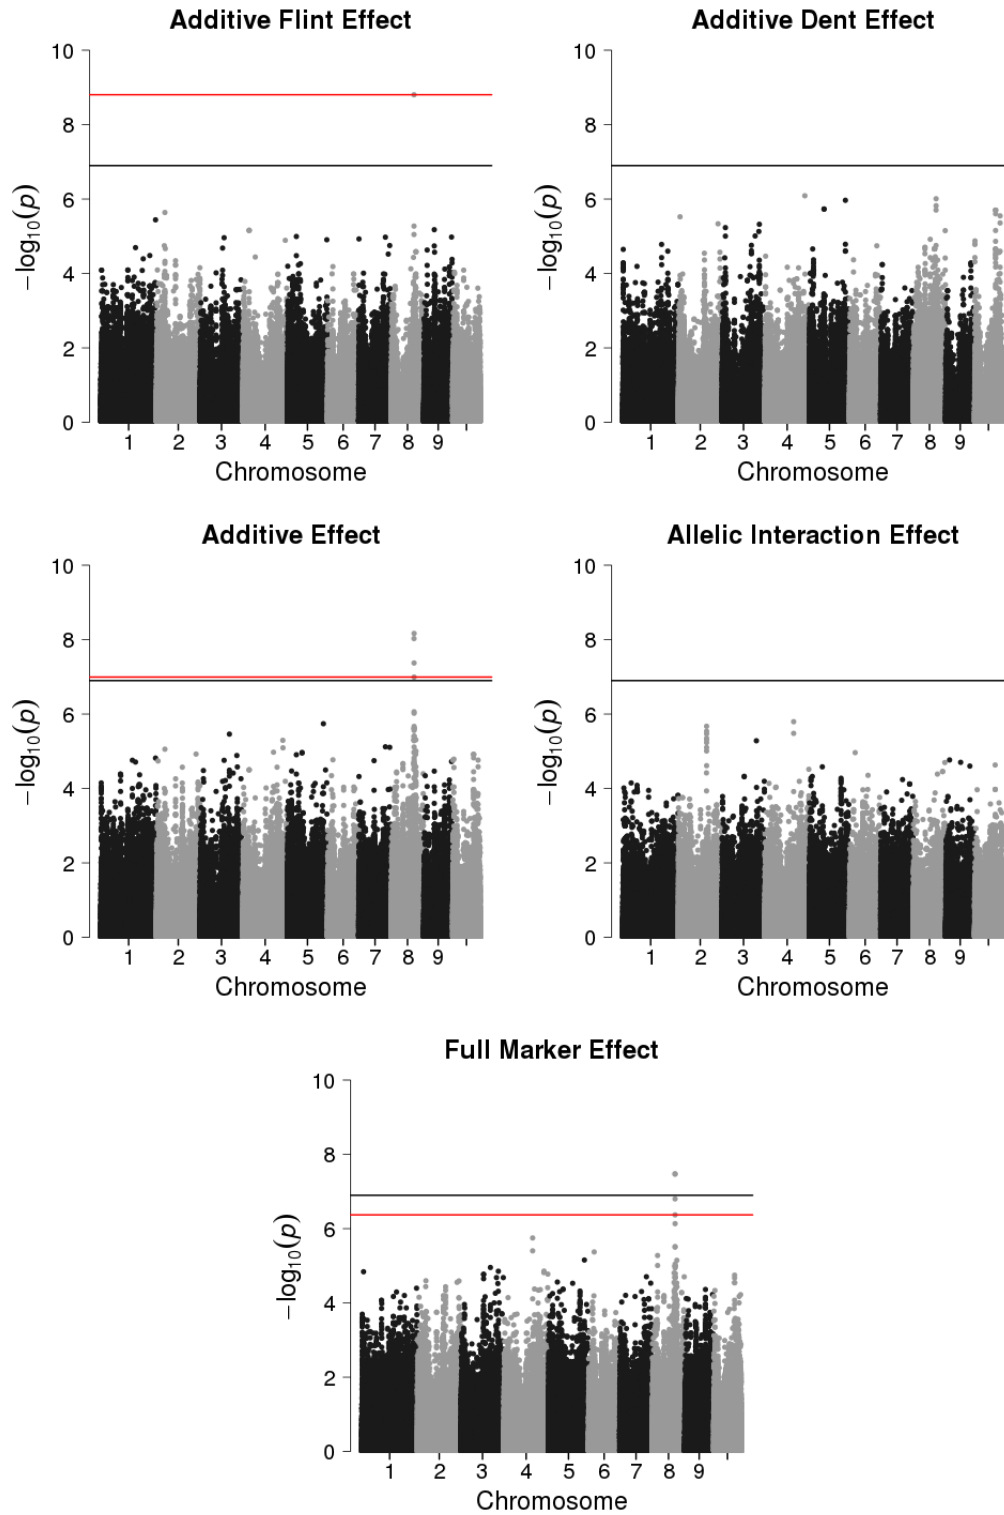 Additive Flint Effect
10
8
6
4
2
0
−log10(p)
1 2 3 4 5 6 7 8 9
Chromosome
Additive Dent Effect
10
8
6
4
2
0
−log10(p)
1 2 3 4 5 6 7 8 9
Chromosome
Additive Effect
10
8
6
4
2
0
−log10(p)
1 2 3 4 5 6 7 8 9
Chromosome
Allelic Interaction Effect
10
8
6
4
2
0
−log10(p)
1 2 3 4 5 6 7 8 9
Chromosome
Full Marker Effect
10
8
6
4
2
0
−log10(p)
1 2 3 4 5 6 7 8 9
Chromosome